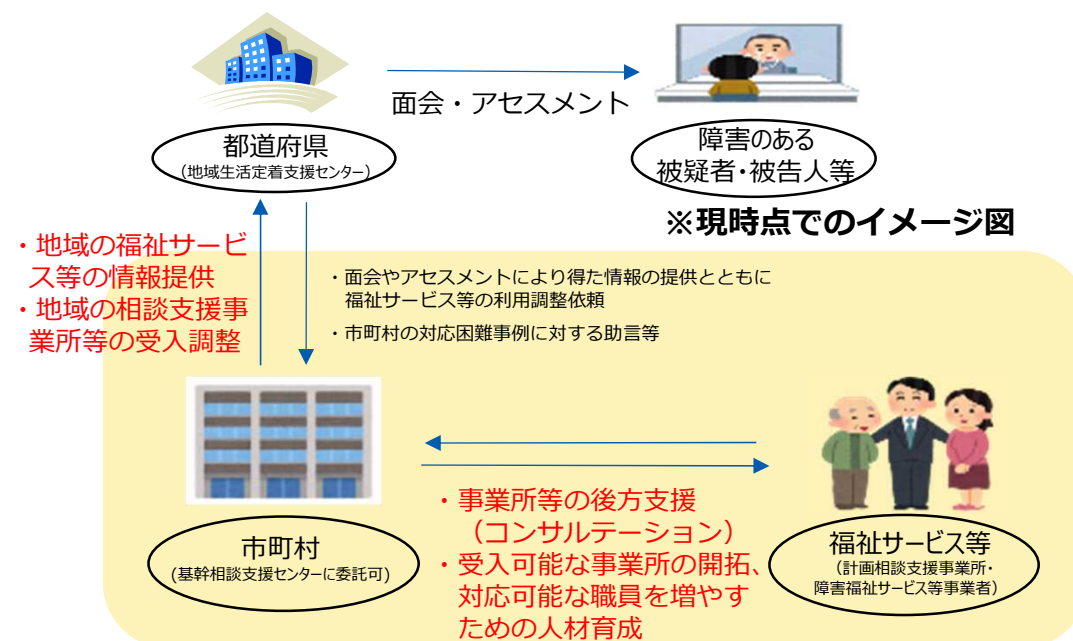 面会・アセスメント
都道府県
(地域生活定着支援センター)
障害のある
被疑者・被告人等
※現時点でのイメージ図
・地域の福祉サービ
ス等の情報提供
・地域の相談支援事
業所等の受入調整
・面会やアセスメントにより得た情報の提供とともに
福祉サービス等の利用調整依頼
・市町村の対応困難事例に対する助言等
市町村
(基幹相談支援センターに委託可)
・事業所等の後方支援
（コンサルテーション）
・受入可能な事業所の開拓、
対応可能な職員を増やす
ための人材育成
福祉サービス等
(計画相談支援事業所・
障害福祉サービス等事業者)